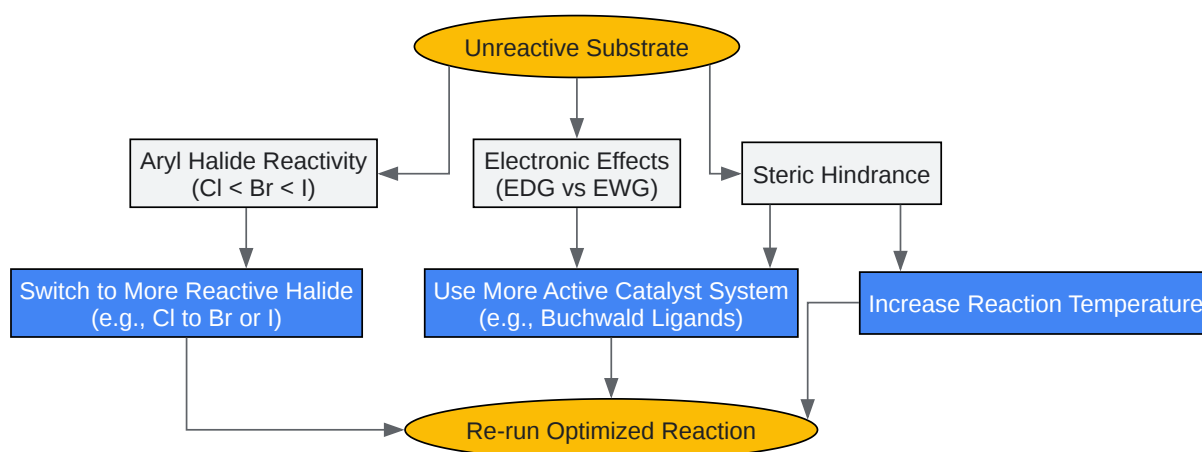 Unreactive Substrate
Aryl Halide Reactivity
(Cl < Br < I)
Electronic Effects
(EDG vs EWG)
Steric Hindrance
Switch to More Reactive Halide
(e.g., Cl to Br or I)
Use More Active Catalyst System
(e.g., Buchwald Ligands)
Increase Reaction Temperature
Re-run Optimized Reaction